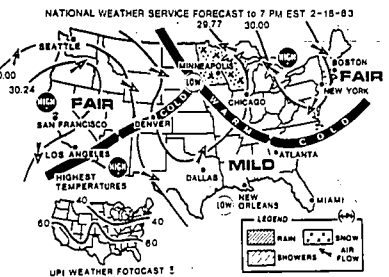 NATIONAL WEATHER SERVICE FORECAST to 7 PM EST 2-15-83
29.77 30.00
SEATTLE
MINNEAPOLIS
HIGH
BOSTON
FAIR
NEW YORK
30.24
HIGH
FAIR
COLD
LOW
WARM
CHICAGO
COLD
SAN FRANCISCO
DENVER
LOS ANGELES
HIGH
MILD
ATLANTA
DALLAS
HIGHEST
TEMPERATURES
LOW
NEW
ORLEANS
MIAMI
40
40
60
60
LEGEND
RAIN
SNOW
SHOWERS
AIR
FLOW
UPI WEATHER FOTOCAST